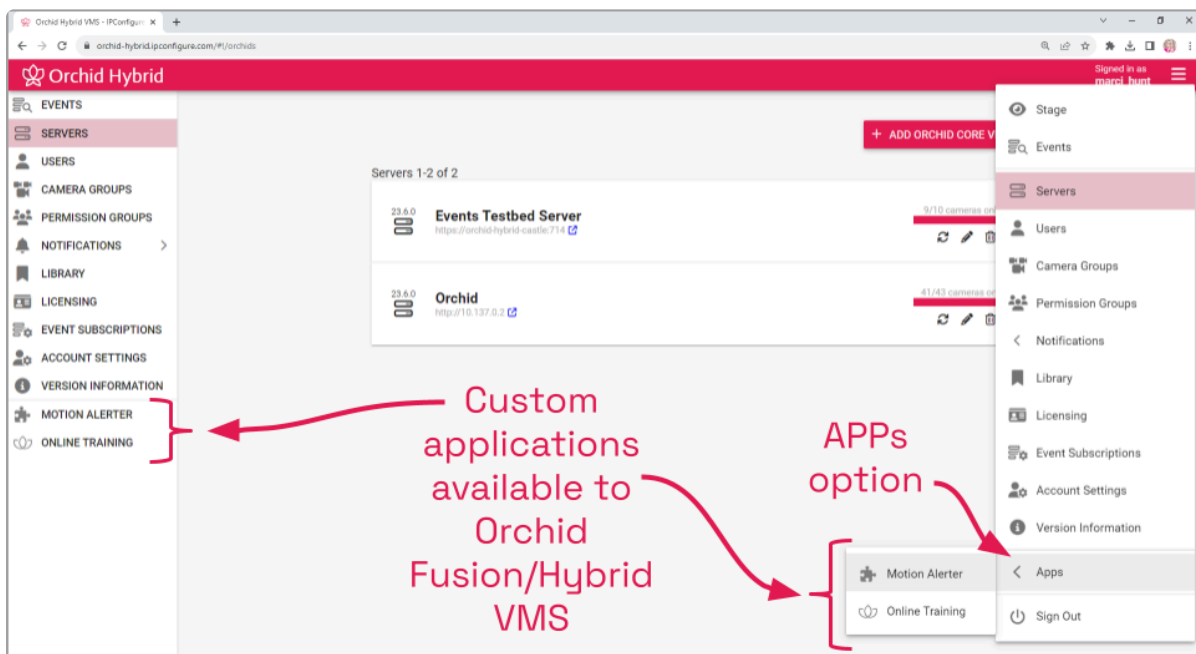 Orchid Hybrid VMS - IPConfigure
orchid-hybrid.ipconfigure.com/#!/orchids
Orchid Hybrid
Signed in as
marci_hunt
EVENTS
SERVERS
USERS
CAMERA GROUPS
PERMISSION GROUPS
NOTIFICATIONS
LIBRARY
LICENSING
EVENT SUBSCRIPTIONS
ACCOUNT SETTINGS
VERSION INFORMATION
MOTION ALERTER
ONLINE TRAINING
+ ADD ORCHID CORE V
Servers 1-2 of 2
23.6.0
Events Testbed Server
https://orchid-hybrid-castle:714
9/10 cameras on
23.6.0
Orchid
http://10.137.0.2
41/43 cameras on
Custom
applications
available to
Orchid
Fusion/Hybrid
VMS
APPs
option
Stage
Events
Servers
Users
Camera Groups
Permission Groups
Notifications
Library
Licensing
Event Subscriptions
Account Settings
Version Information
Apps
Sign Out
Motion Alerter
Online Training